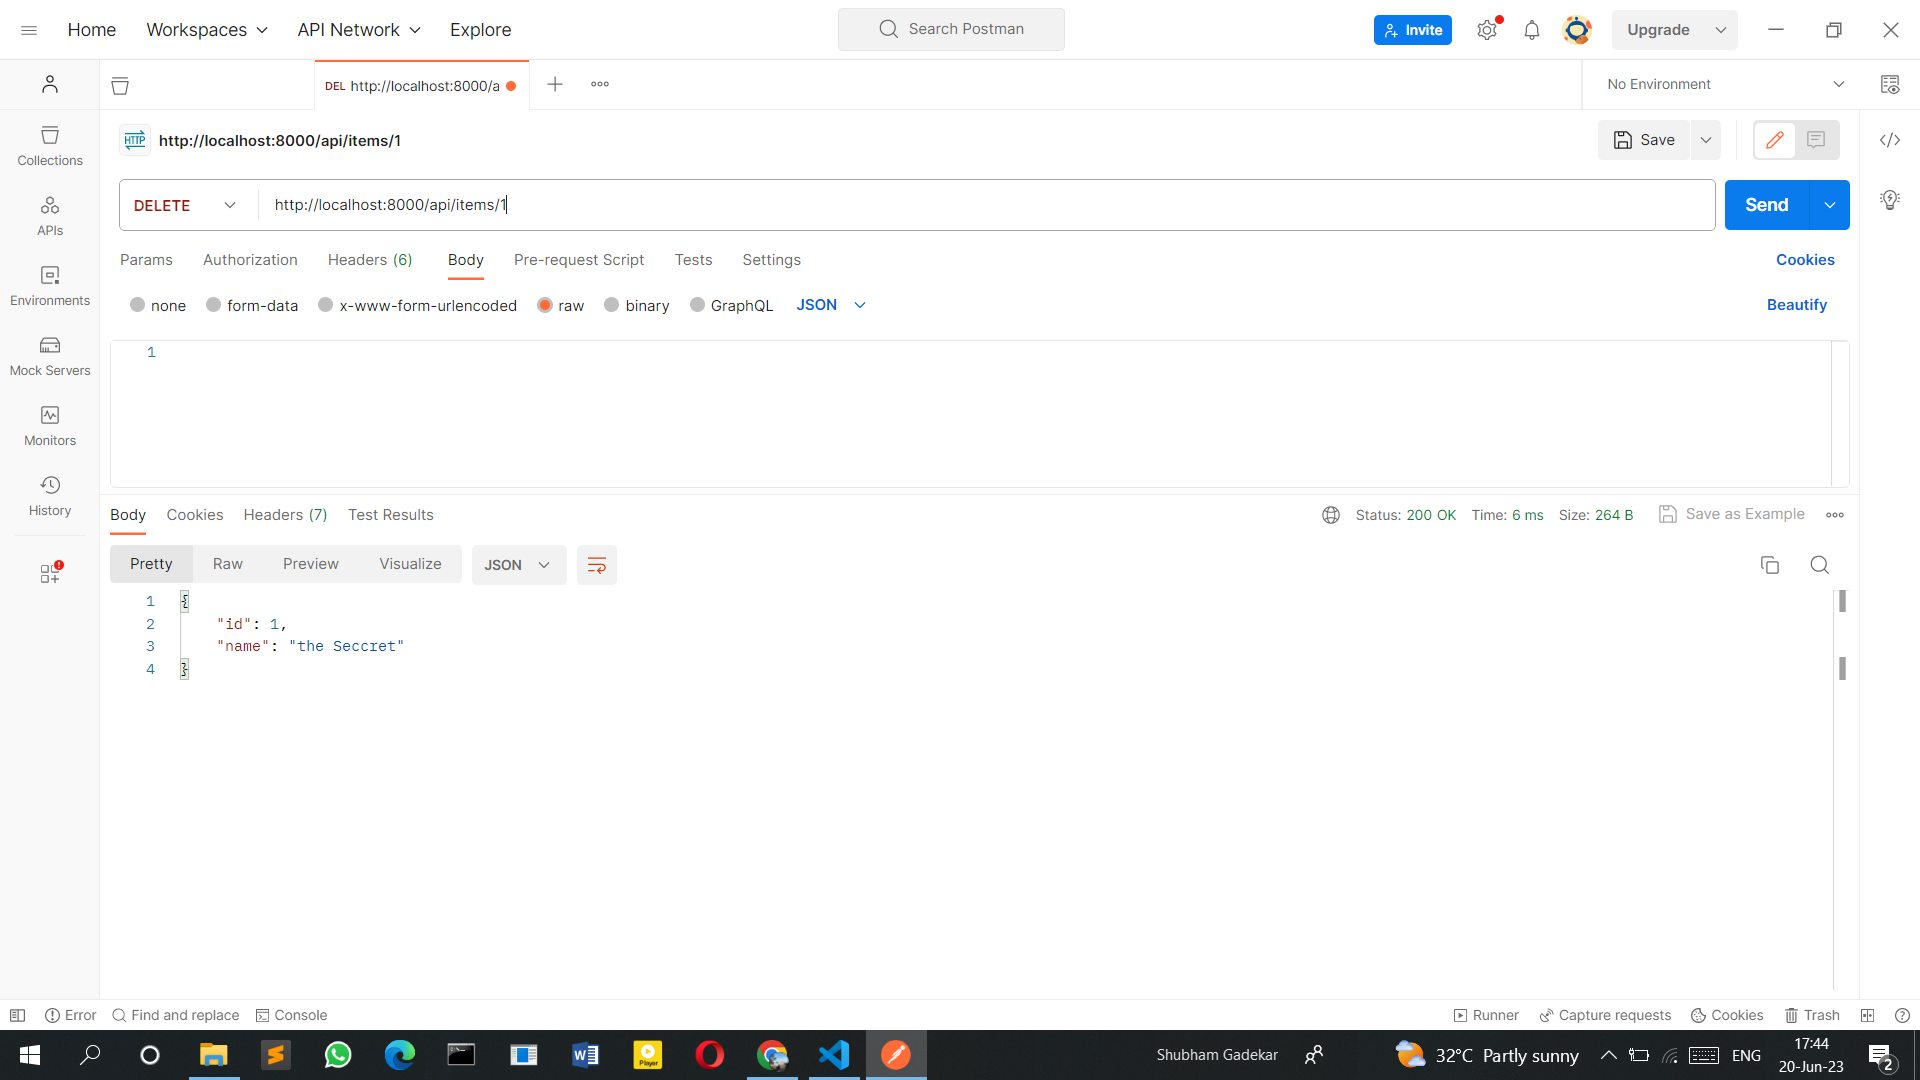 Home Workspaces API Network Explore Search Postman Invite Upgrade
DEL http://localhost:8000/a No Environment
HTTP http://localhost:8000/api/items/1 Save
Collections
DELETE http://localhost:8000/api/items/1 Send
APIs
Params Authorization Headers (6) Body Pre-request Script Tests Settings Cookies
Environments
none form-data x-www-form-urlencoded raw binary GraphQL JSON Beautify
1
Mock Servers
Monitors
History
Body Cookies Headers (7) Test Results Status: 200 OK Time: 6 ms Size: 264 B Save as Example
Pretty Raw Preview Visualize JSON
1 {
2 "id": 1,
3 "name": "the Seccret"
4 }
Error Find and replace Console Runner Capture requests Cookies Trash
Shubham Gadekar 32°C Partly sunny ENG 17:44
20-Jun-23 2
Player